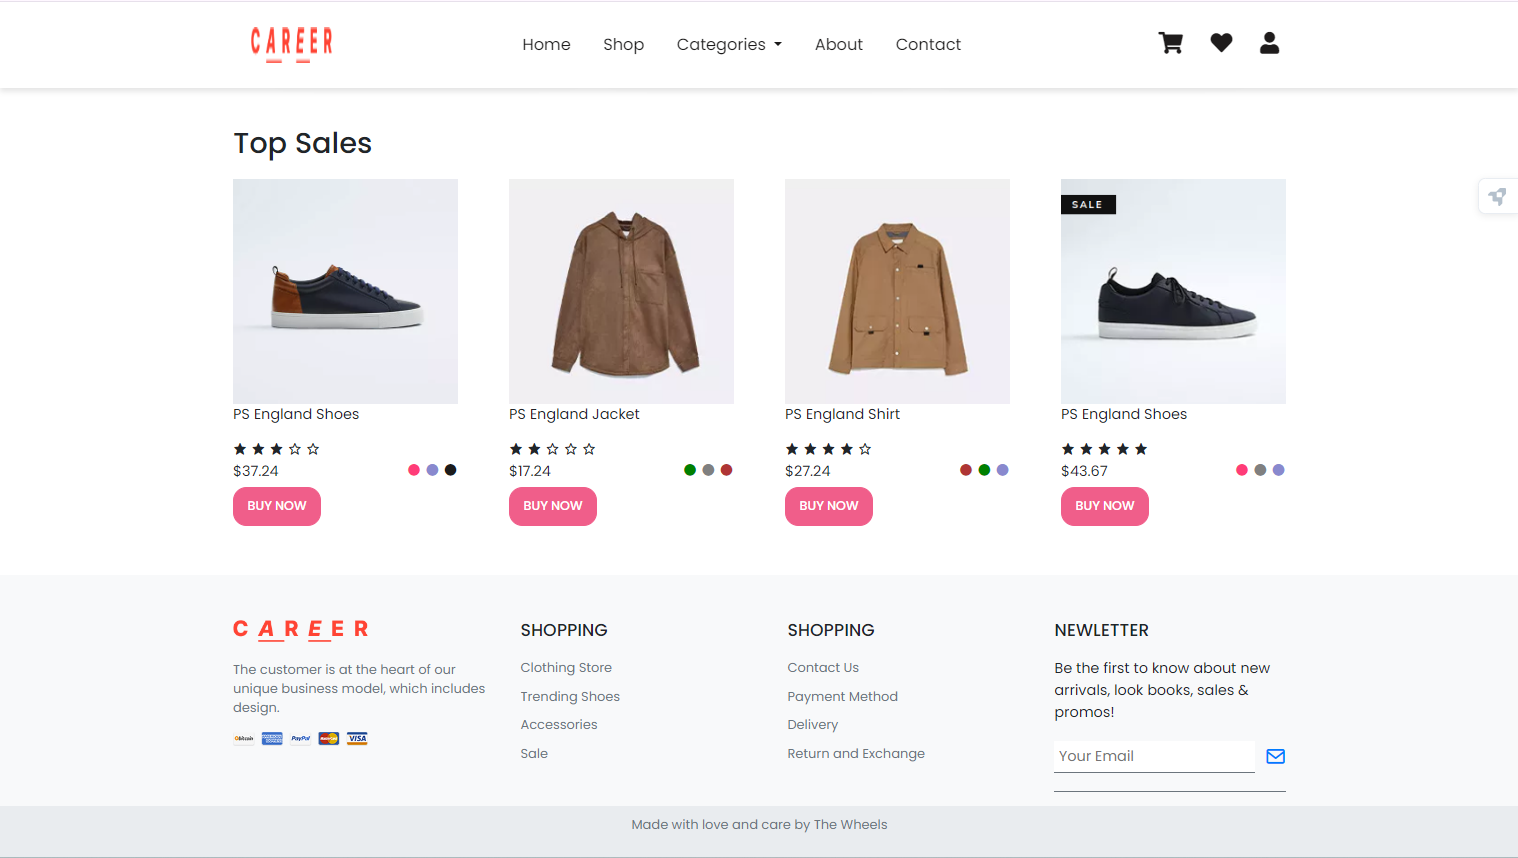 CAREER
Home Shop Categories About Contact
Top Sales
SALE
PS England Shoes
PS England Jacket
PS England Shirt
PS England Shoes
$37.24
$17.24
$27.24
$43.67
BUY NOW
BUY NOW
BUY NOW
BUY NOW
CAREER
The customer is at the heart of our
unique business model, which includes
design.
bitcoin
PayPal
MasterCard
VISA
SHOPPING
Clothing Store
Trending Shoes
Accessories
Sale
SHOPPING
Contact Us
Payment Method
Delivery
Return and Exchange
NEWLETTER
Be the first to know about new
arrivals, look books, sales &
promos!
Your Email
Made with love and care by The Wheels